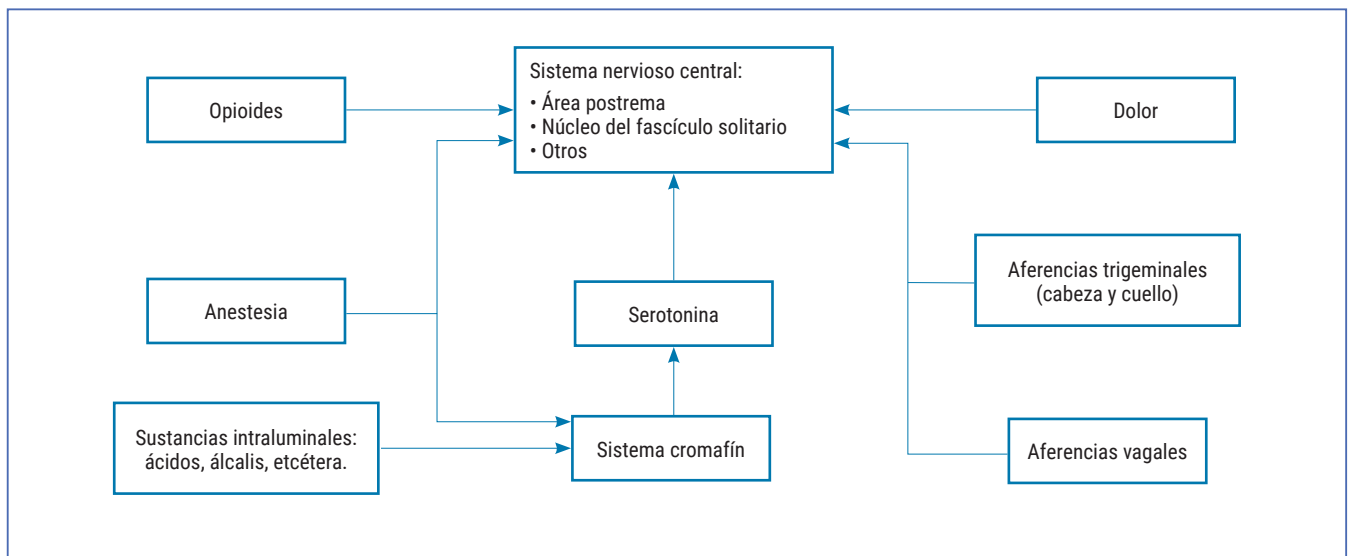 Sistema nervioso central:
• Área postrema
• Núcleo del fascículo solitario
• Otros
Opioides
Dolor
Anestesia
Serotonina
Aferencias trigeminales
(cabeza y cuello)
Sustancias intraluminales:
ácidos, álcalis, etcétera.
Sistema cromafín
Aferencias vagales